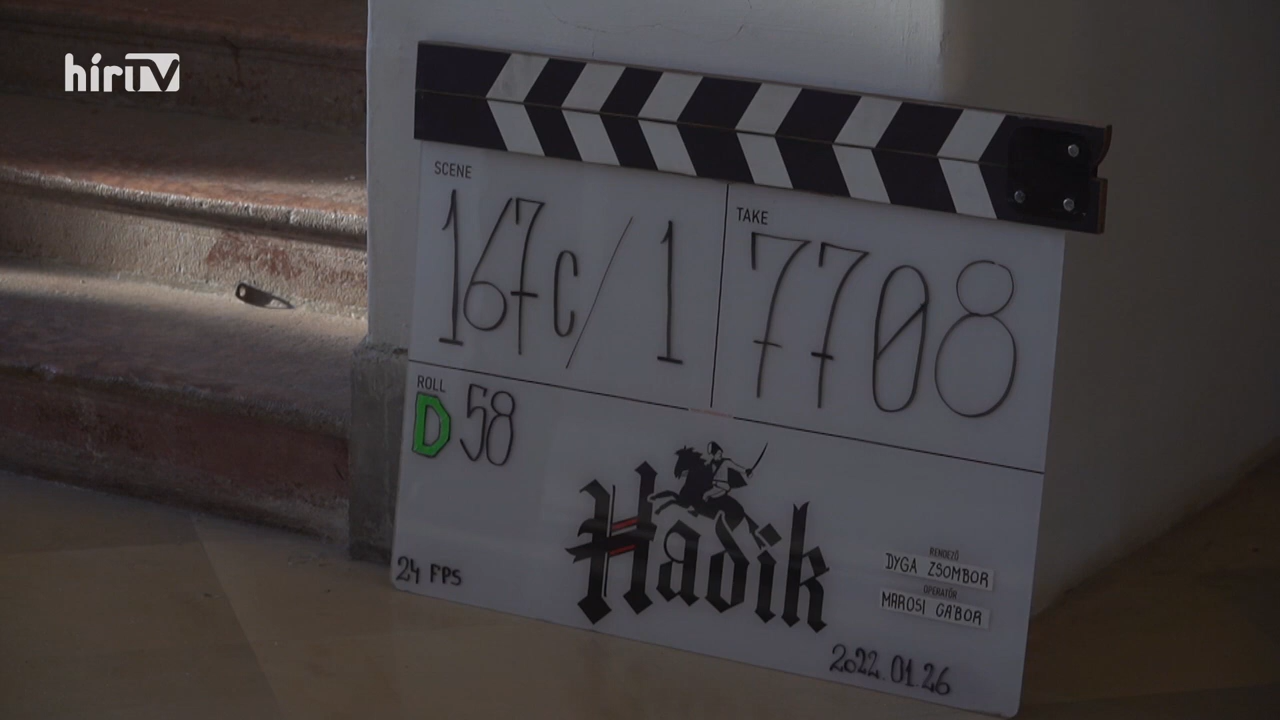 hírTV
SCENE
167c/1
TAKE
7708
ROLL
D 58
Hadik
24 FPS
RENDEZŐ
DYGA ZSOMBOR
OPERATŐR
MAROSI GÁBOR
2022.01.26